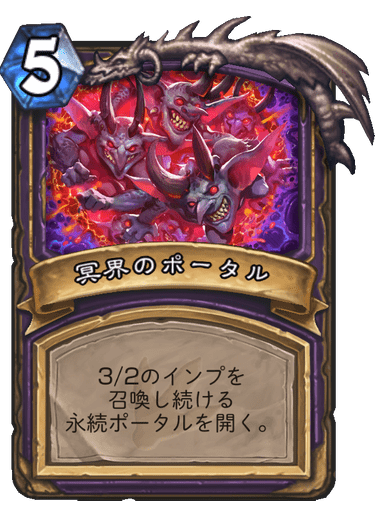 5
冥界のポータル
3/2のインプを
召喚し続ける
永続ポータルを開く。